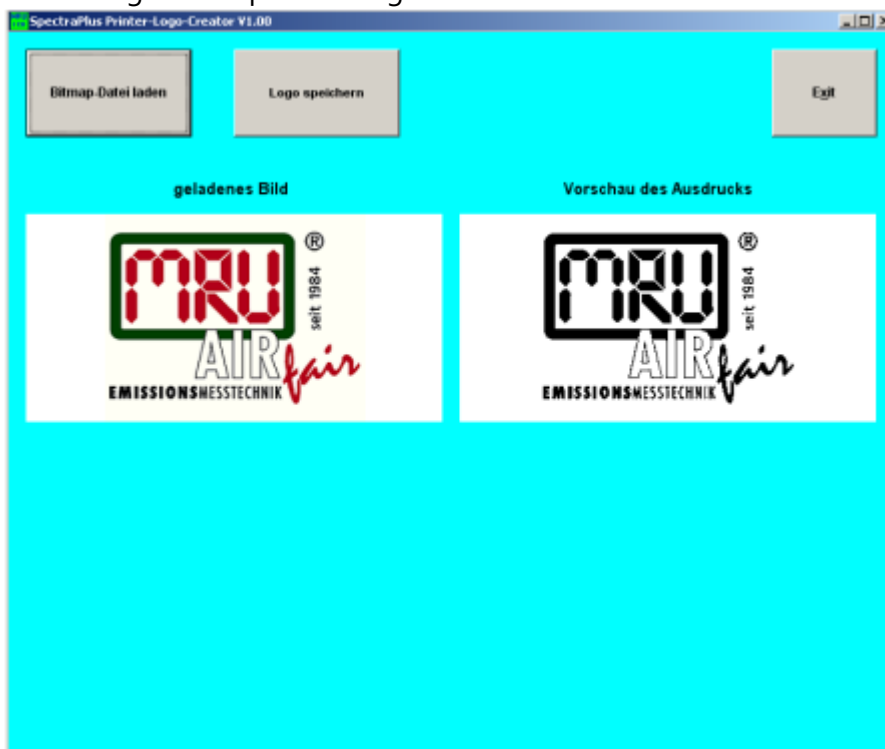 SpectraPlus Printer-Logo-Creator V1.00
Bitmap-Datei laden
Logo speichern
Exit
geladenes Bild
Vorschau des Ausdrucks
MRU
®
seit 1984
AIR
fair
EMISSIONSMESSTECHNIK
MRU
®
seit 1984
AIR
fair
EMISSIONSMESSTECHNIK